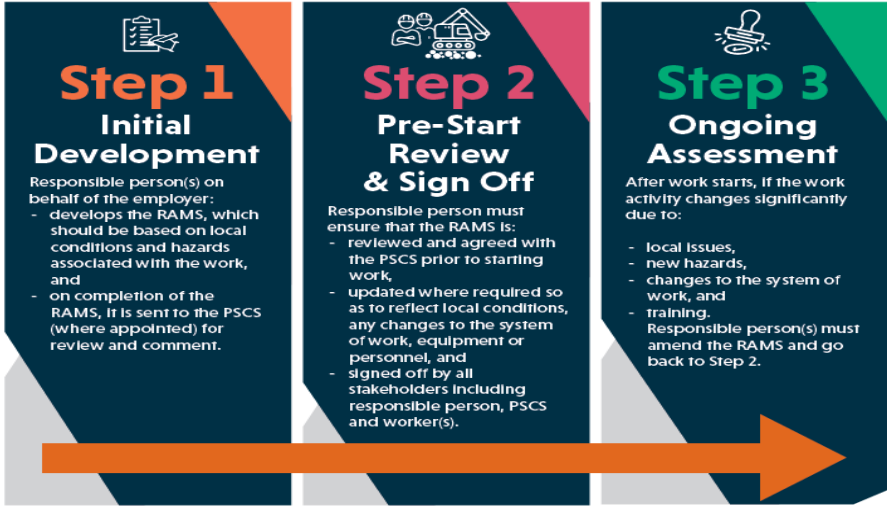 Step 1
Initial
Development
Responsible person(s) on
behalf of the employer:
- develops the RAMS, which
should be based on local
conditions and hazards
associated with the work,
and
- on completion of the
RAMS, it is sent to the PSCS
(where appointed) for
review and comment.
Step 2
Pre-Start
Review
& Sign Off
Responsible person must
ensure that the RAMS is:
- reviewed and agreed with
the PSCS prior to starting
work,
- updated where required so
as to reflect local conditions,
any changes to the system
of work, equipment or
personnel, and
- signed off by all
stakeholders including
responsible person, PSCS
and worker(s).
Step 3
Ongoing
Assessment
After work starts, if the work
activity changes significantly
due to:
- local issues,
- new hazards,
- changes to the system of
work, and
- training.
Responsible person(s) must
amend the RAMS and go
back to Step 2.